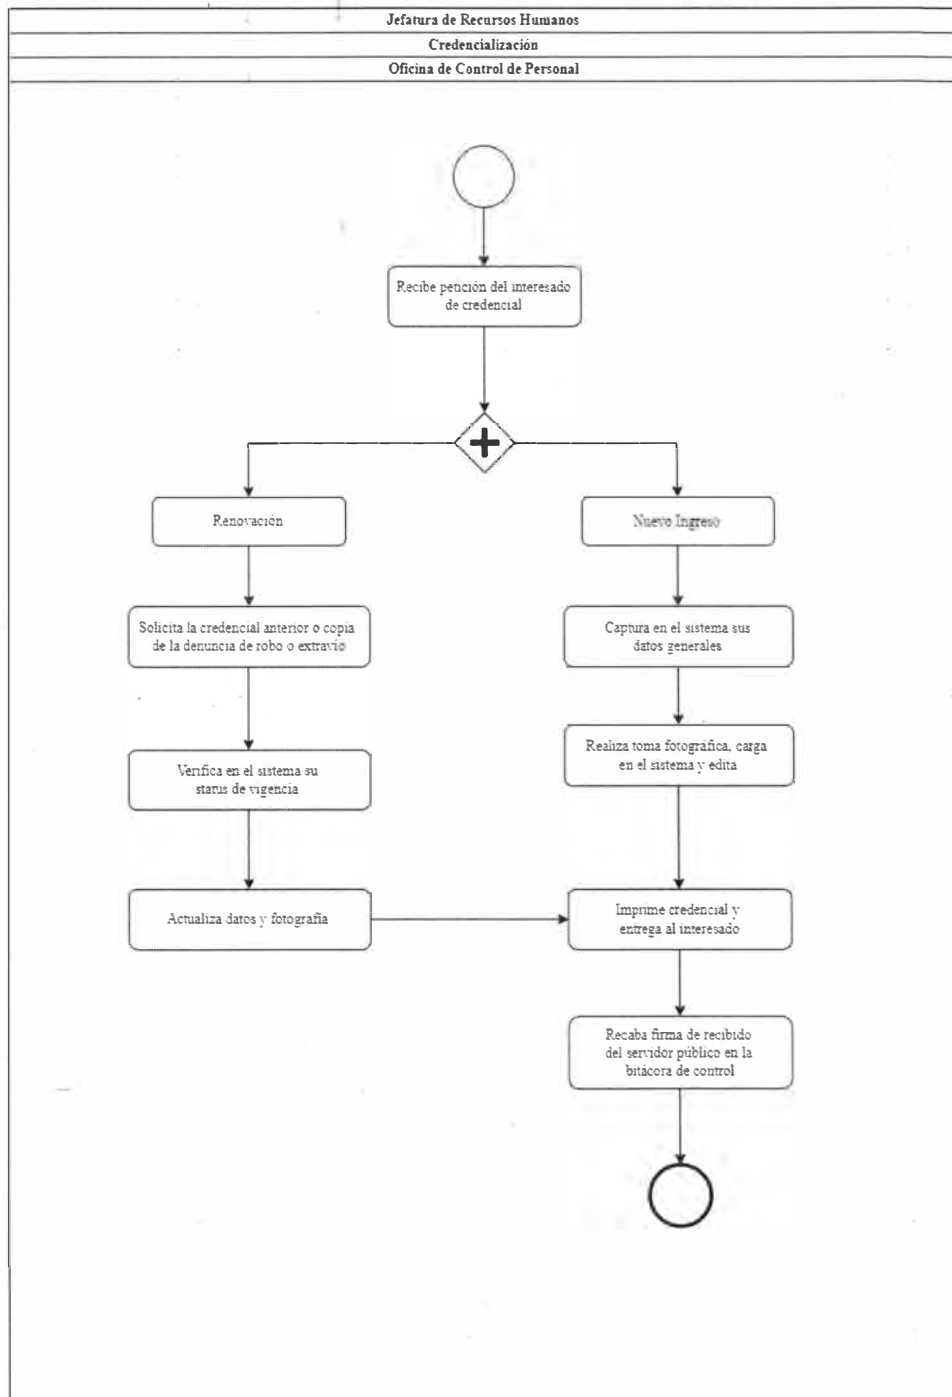 Jefatura de Recursos Humanos
Credencialización
Oficina de Control de Personal
Recibe petición del interesado
de credencial
Renovación
Nuevo Ingreso
Solicita la credencial anterior o copia
de la denuncia de robo o extravío
Captura en el sistema sus
datos generales
Verifica en el sistema su
status de vigencia
Realiza toma fotográfica, carga
en el sistema y edita
Actualiza datos y fotografía
Imprime credencial y
entrega al interesado
Recaba firma de recibido
del servidor público en la
bitácora de control